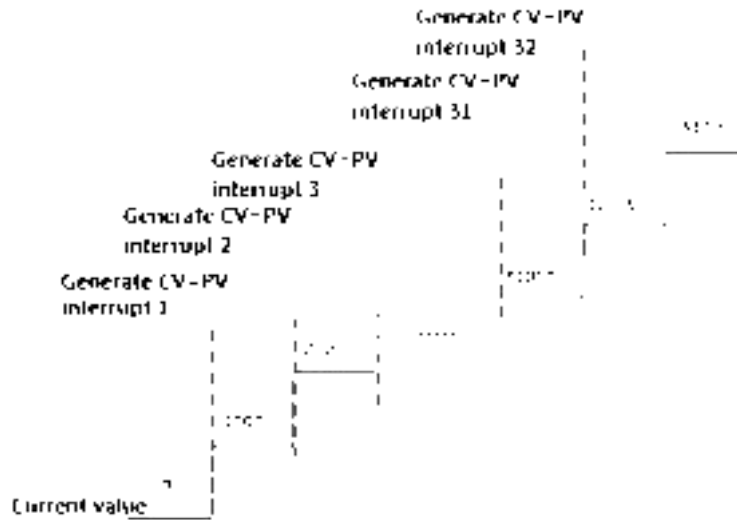 Generate CV-PV
interrupt 32
Generate CV-PV
interrupt 31
Generate CV-PV
interrupt 3
Generate CV-PV
interrupt 2
Generate CV-PV
interrupt 1
Current value